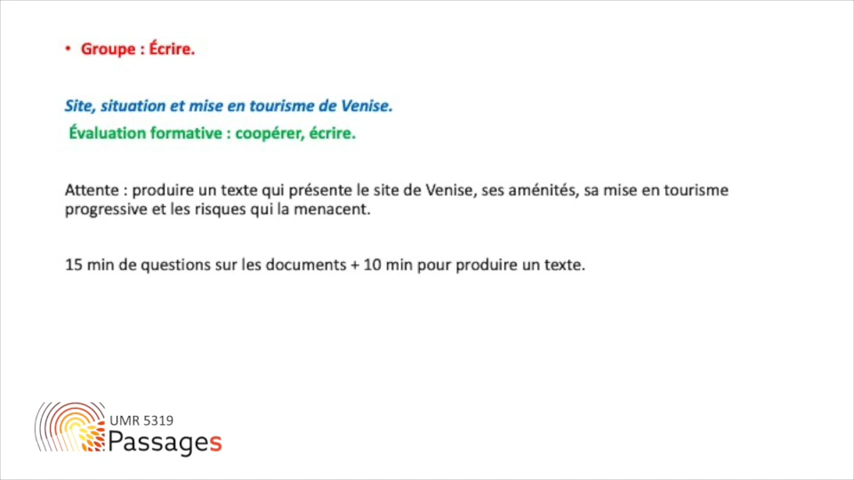 • Groupe : Écrire.
Site, situation et mise en tourisme de Venise.
Évaluation formative : coopérer, écrire.
Attente : produire un texte qui présente le site de Venise, ses aménités, sa mise en tourisme
progressive et les risques qui la menacent.
15 min de questions sur les documents + 10 min pour produire un texte.
UMR 5319
Passages